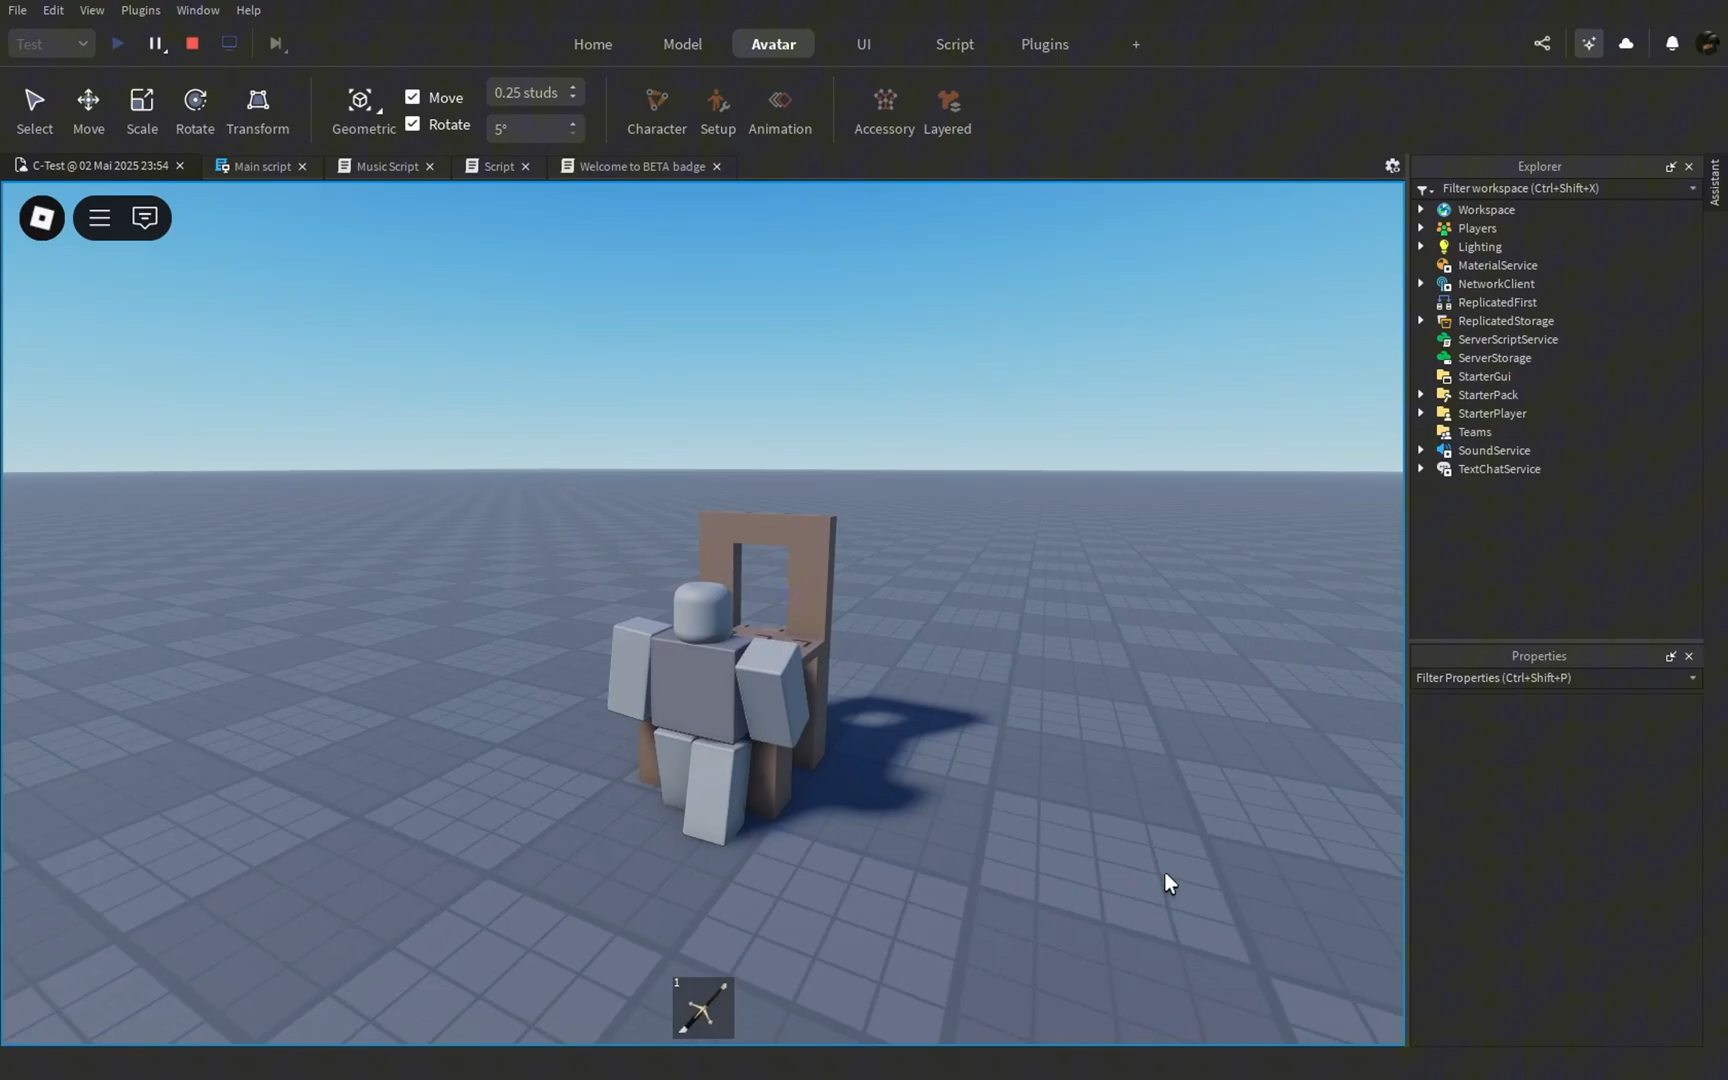 File Edit View Plugins Window Help
Test Home Model Avatar UI Script Plugins +
Select Move Scale Rotate Transform Geometric Move 0.25 studs Rotate 5° Character Setup Animation Accessory Layered
C-Test @ 02 Mai 2025 23:54 Main script Music Script Script Welcome to BETA badge
Explorer
Assistant
Filter workspace (Ctrl+Shift+X)
Workspace
Players
Lighting
MaterialService
NetworkClient
ReplicatedFirst
ReplicatedStorage
ServerScriptService
ServerStorage
StarterGui
StarterPack
StarterPlayer
Teams
SoundService
TextChatService
Properties
Filter Properties (Ctrl+Shift+P)
1